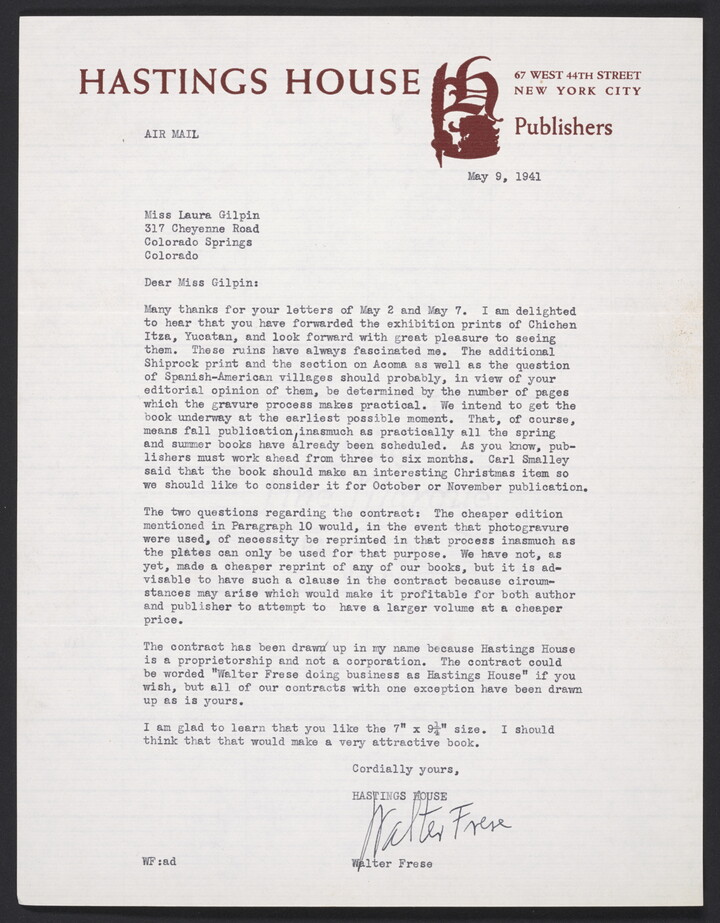 HASTINGS HOUSE
67 WEST 44TH STREET
NEW YORK CITY
Publishers
AIR MAIL
May 9, 1941
Miss Laura Gilpin
317 Cheyenne Road
Colorado Springs
Colorado
Dear Miss Gilpin:
Many thanks for your letters of May 2 and May 7. I am delighted
to hear that you have forwarded the exhibition prints of Chichen
Itza, Yucatan, and look forward with great pleasure to seeing
them. These ruins have always fascinated me. The additional
Shiprock print and the section on Acoma as well as the question
of Spanish-American villages should probably, in view of your
editorial opinion of them, be determined by the number of pages
which the gravure process makes practical. We intend to get the
book underway at the earliest possible moment. That, of course,
means fall publication, inasmuch as practically all the spring
and summer books have already been scheduled. As you know, pub-
lishers must work ahead from three to six months. Carl Smalley
said that the book should make an interesting Christmas item so
we should like to consider it for October or November publication.
The two questions regarding the contract: The cheaper edition
mentioned in Paragraph 10 would, in the event that photogravure
were used, of necessity be reprinted in that process inasmuch as
the plates can only be used for that purpose. We have not, as
yet, made a cheaper reprint of any of our books, but it is ad-
visable to have such a clause in the contract because circum-
stances may arise which would make it profitable for both author
and publisher to attempt to have a larger volume at a cheaper
price.
The contract has been drawn up in my name because Hastings House
is a proprietorship and not a corporation. The contract could
be worded "Walter Frese doing business as Hastings House" if you
wish, but all of our contracts with one exception have been drawn
up as is yours.
I am glad to learn that you like the 7" x 9¼" size. I should
think that that would make a very attractive book.
Cordially yours,
HASTINGS HOUSE
Walter Frese
WF:ad
Walter Frese